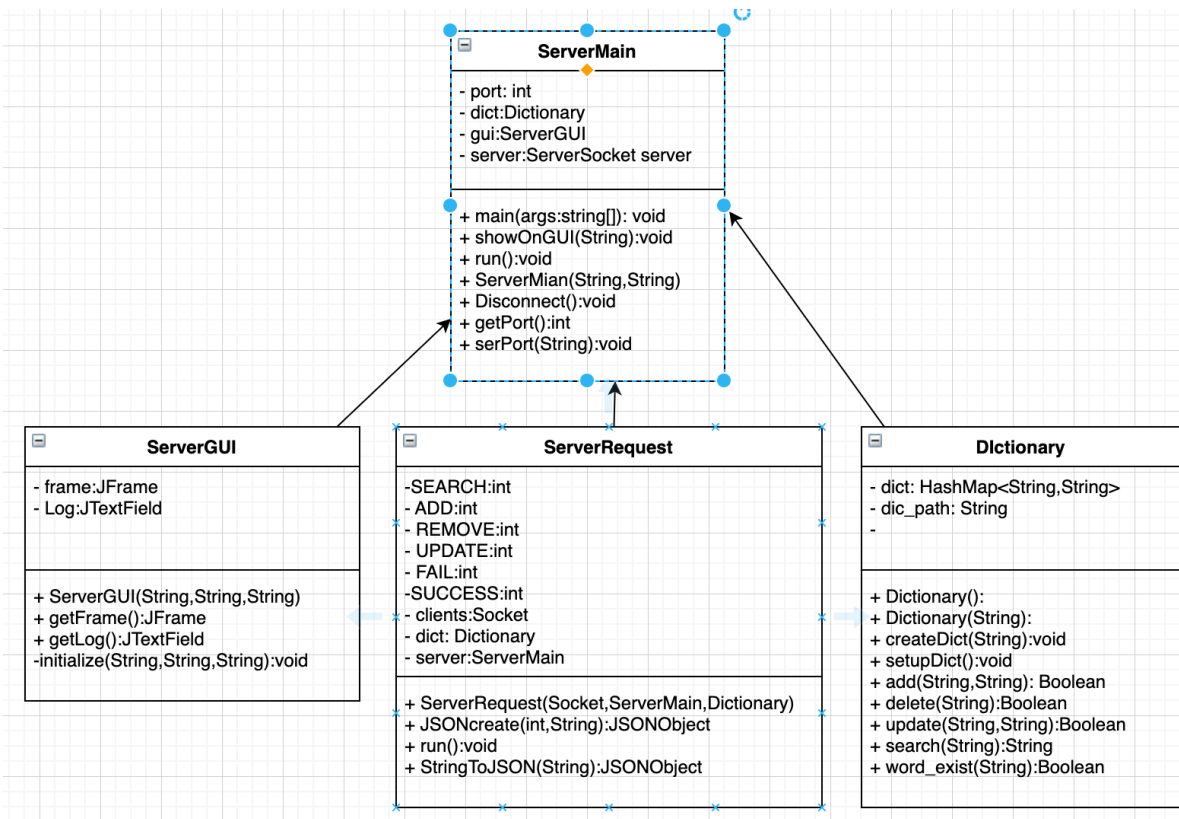 ServerMain
- port: int
- dict:Dictionary
- gui:ServerGUI
- server:ServerSocket server
+ main(args:string[]): void
+ showOnGUI(String):void
+ run():void
+ ServerMian(String,String)
+ Disconnect():void
+ getPort():int
+ serPort(String):void
ServerGUI
- frame:JFrame
- Log:JTextField
+ ServerGUI(String,String,String)
+ getFrame():JFrame
+ getLog():JTextField
-initialize(String,String,String):void
ServerRequest
-SEARCH:int
- ADD:int
- REMOVE:int
- UPDATE:int
- FAIL:int
-SUCCESS:int
- clients:Socket
- dict: Dictionary
- server:ServerMain
+ ServerRequest(Socket,ServerMain,Dictionary)
+ JSONcreate(int,String):JSONObject
+ run():void
+ StringToJSON(String):JSONObject
DIctionary
- dict: HashMap<String,String>
- dic_path: String
-
+ Dictionary():
+ Dictionary(String):
+ createDict(String):void
+ setupDict():void
+ add(String,String): Boolean
+ delete(String):Boolean
+ update(String,String):Boolean
+ search(String):String
+ word_exist(String):Boolean